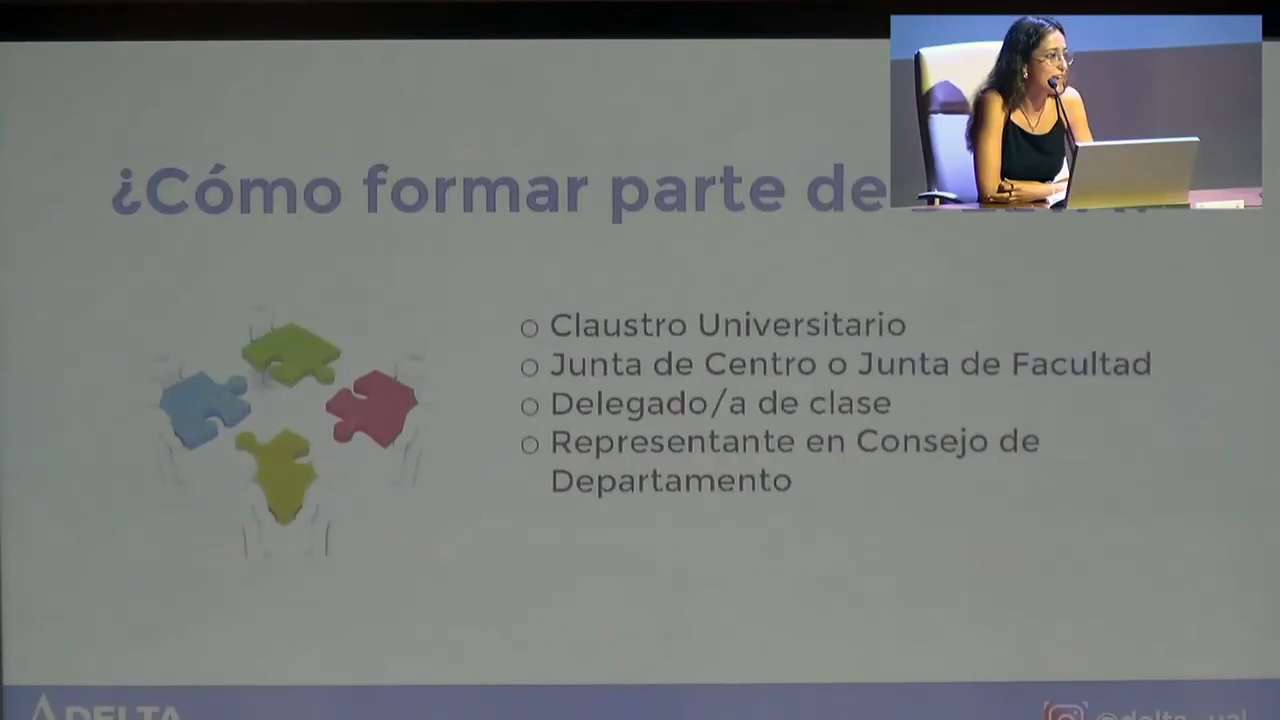 ¿Cómo formar parte de
○ Claustro Universitario
○ Junta de Centro o Junta de Facultad
○ Delegado/a de clase
○ Representante en Consejo de
Departamento
DELTA